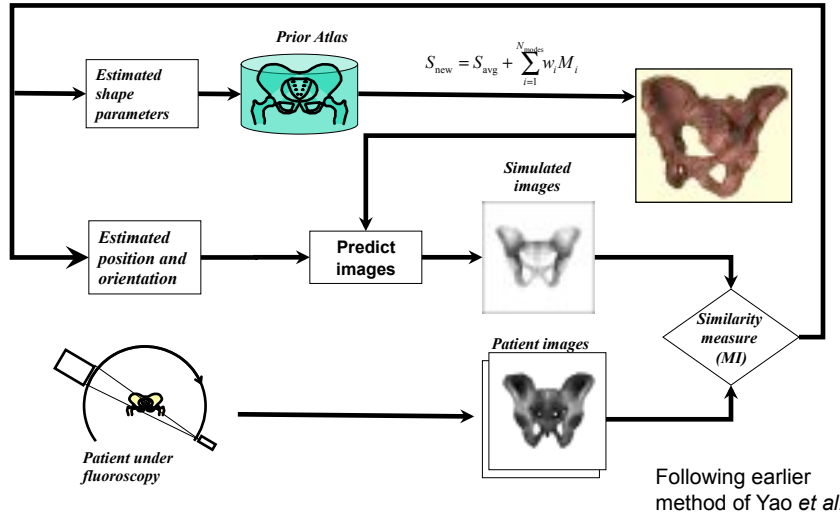 Prior Atlas
S_new = S_avg + ∑_{i=1}^{N_modes} w_i M_i
Estimated
shape
parameters
Simulated
images
Estimated
position and
orientation
Predict
images
Similarity
measure
(MI)
Patient images
Patient under
fluoroscopy
Following earlier
method of Yao et al